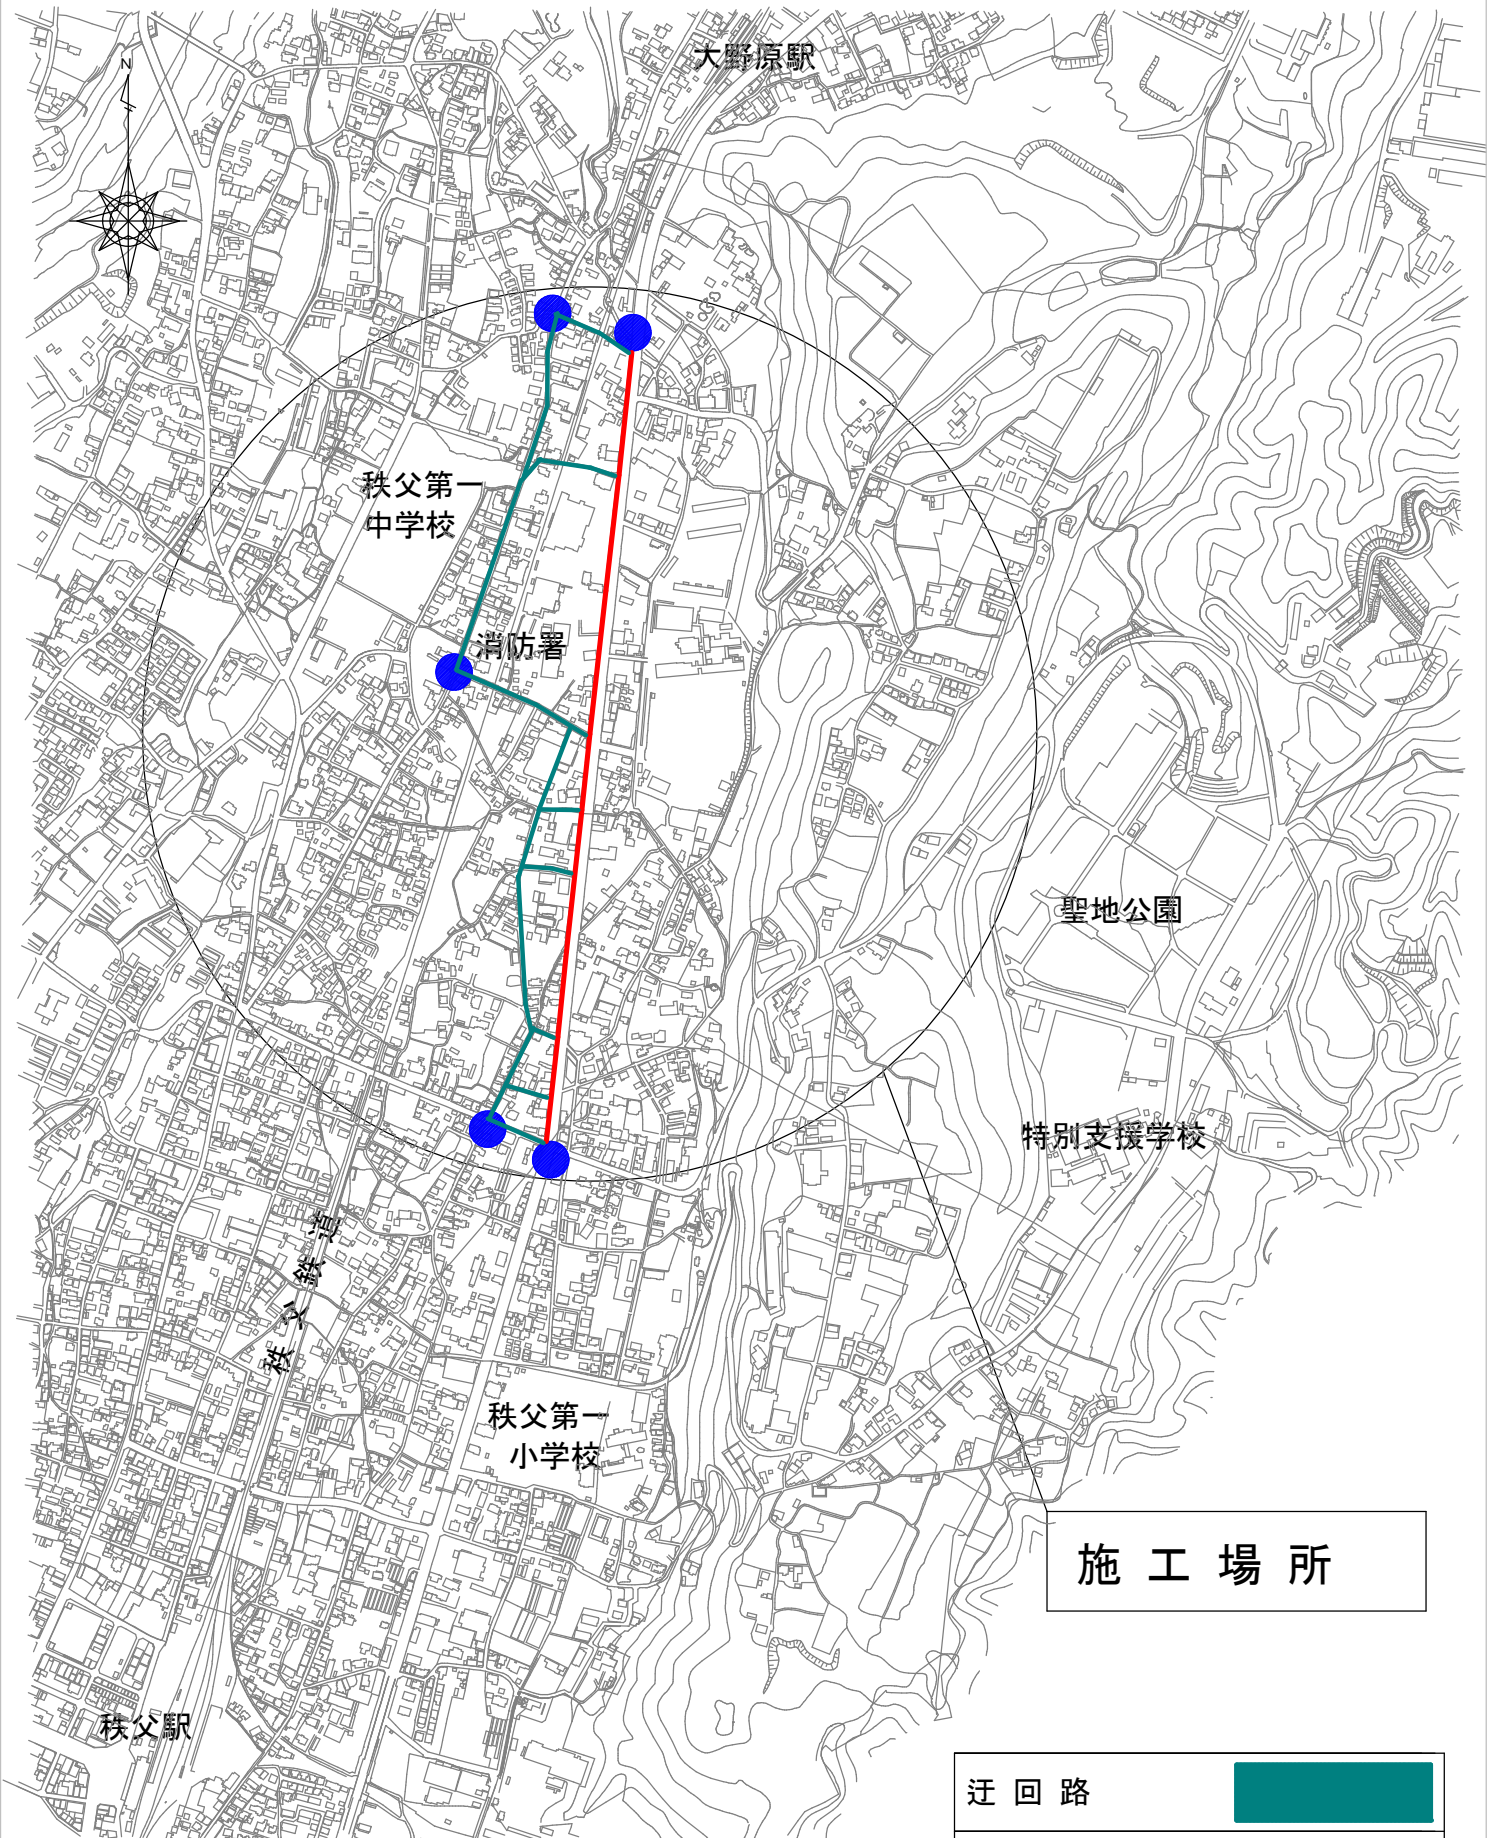 大野原駅
N
秩父第一
中学校
消防署
聖地公園
特別支援学校
秩父鉄道
秩父第一
小学校
施工場所
秩父駅
迂回路